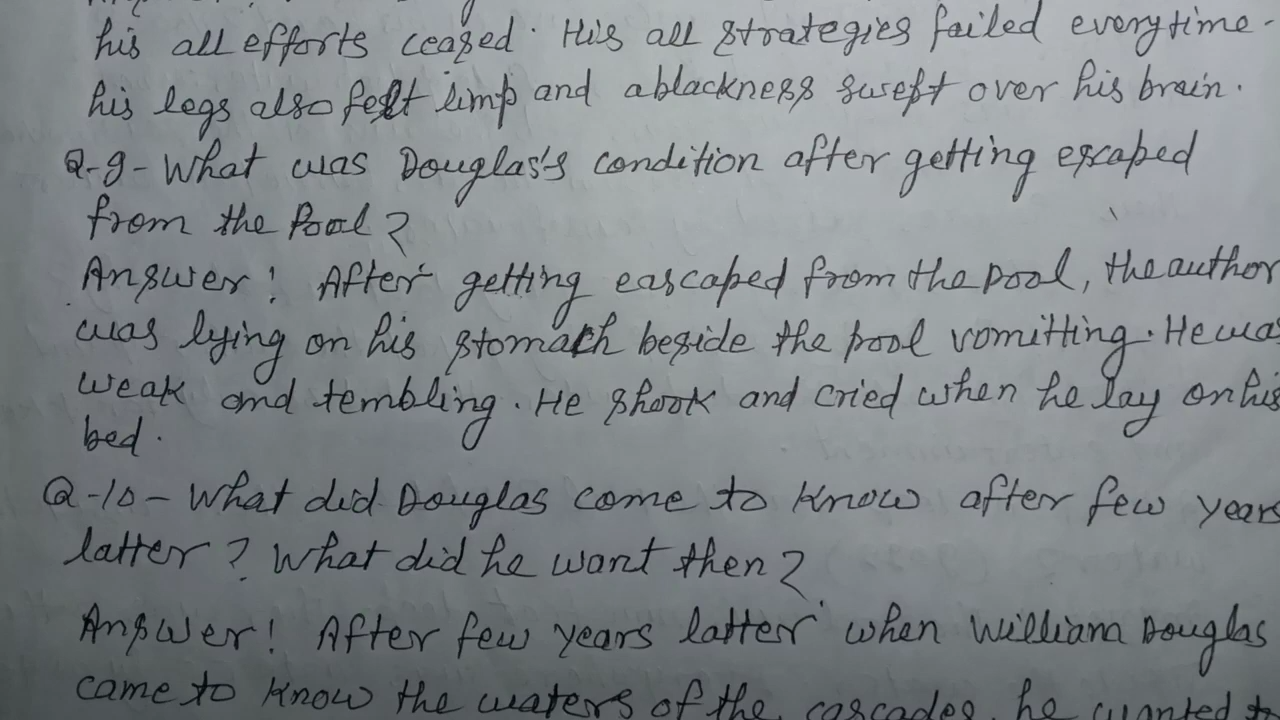 his all efforts ceased. His all strategies failed everytime.
his legs also felt limp and a blackness swept over his brain.
Q-9- What was Douglas's condition after getting escaped
from the Pool?
Answer: After getting eascaped from the pool, the author
was lying on his stomach beside the pool vomitting. He was
weak and tembling. He shook and cried when he lay on his
bed.
Q-10- What did Douglas come to know after few years
latter? What did he want then?
Answer: After few years latter when William Douglas
came to know the waters of the cascades, he wanted to